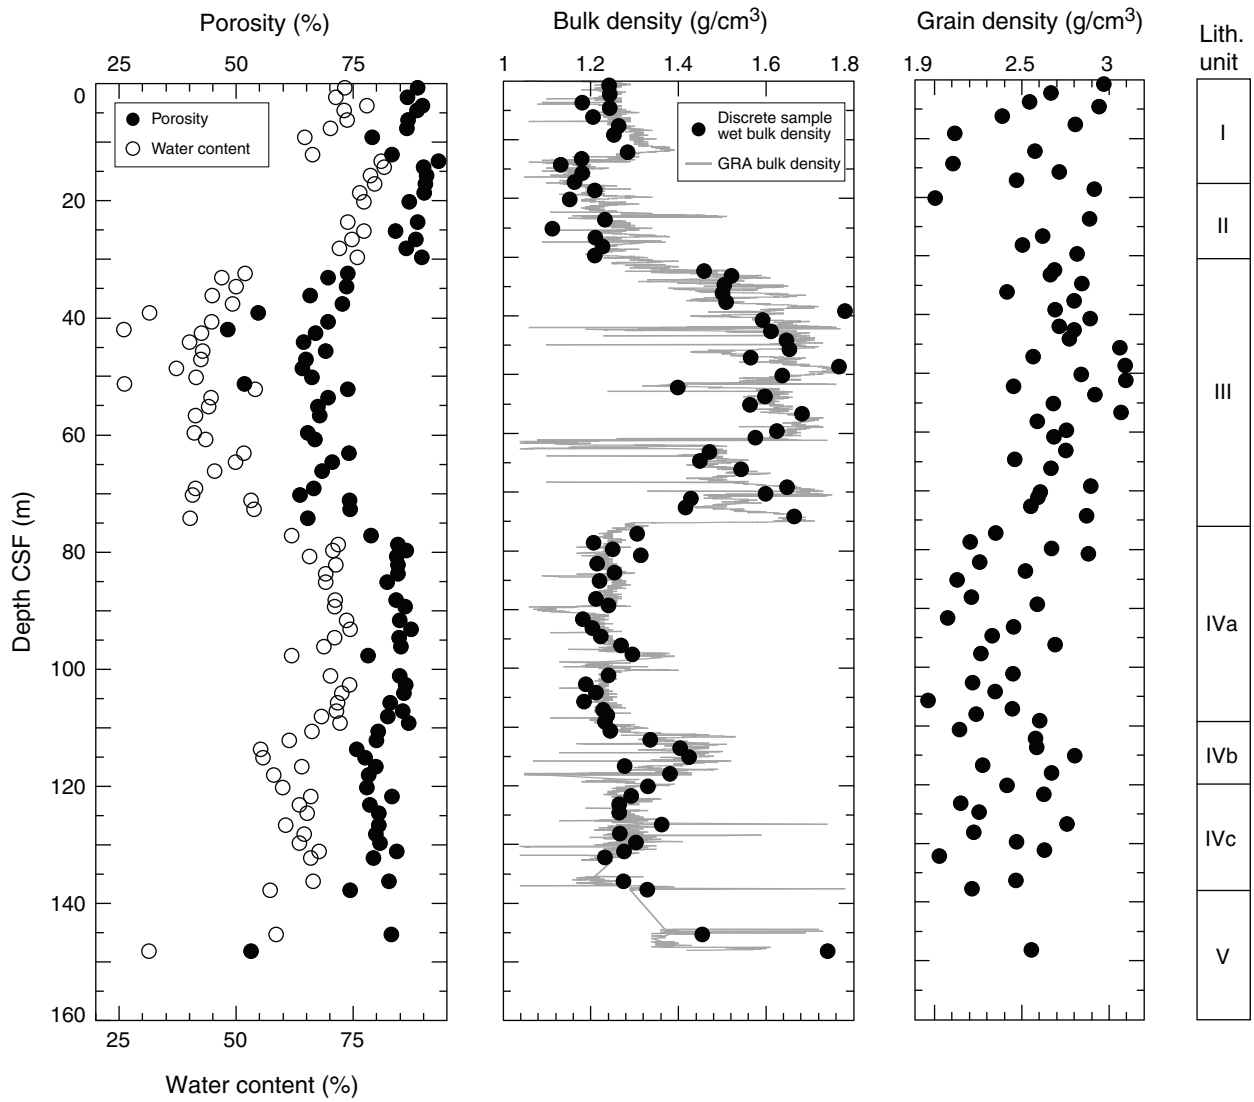 Porosity (%)
25 50 75
Bulk density (g/cm3)
1 1.2 1.4 1.6 1.8
Grain density (g/cm3)
1.9 2.5 3
Lith.
unit
Porosity
Water content
Discrete sample
wet bulk density
GRA bulk density
Depth CSF (m)
0
20
40
60
80
100
120
140
160
25 50 75
Water content (%)
I
II
III
IVa
IVb
IVc
V